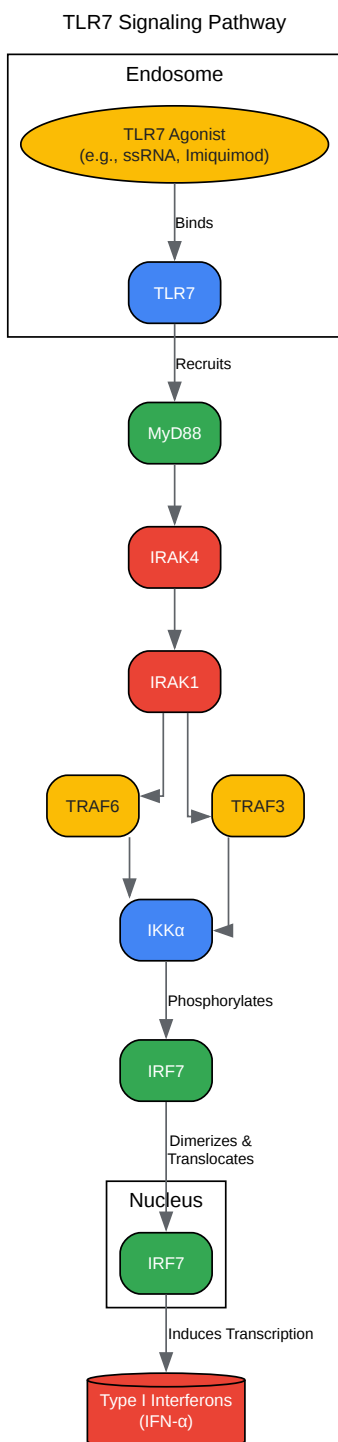 TLR7 Signaling Pathway
Endosome
TLR7 Agonist
(e.g., ssRNA, Imiquimod)
Binds
TLR7
Recruits
MyD88
IRAK4
IRAK1
TRAF6
TRAF3
IKKα
Phosphorylates
IRF7
Dimerizes &
Translocates
Nucleus
IRF7
Induces Transcription
Type I Interferons
(IFN-α)